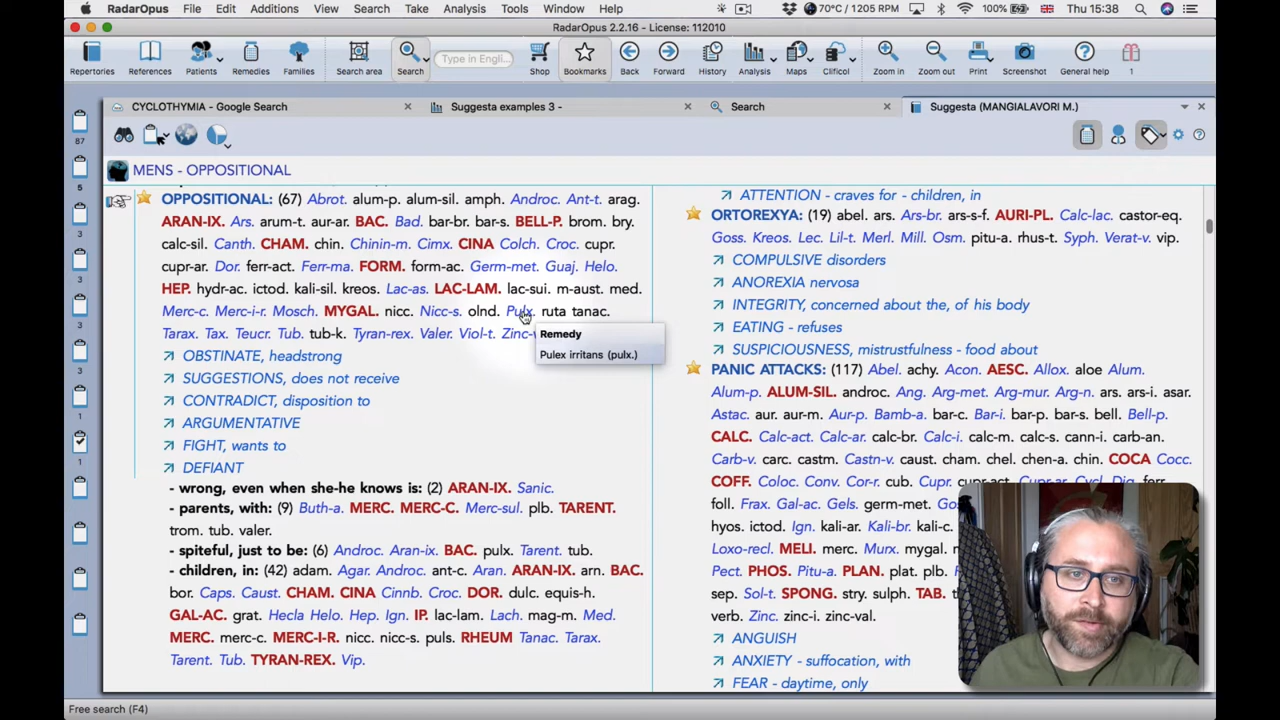 File Edit Additions View Search Take Analysis Tools Window Help 70°C / 1205 RPM 100% Thu 15:38
RadarOpus 2.2.16 - License: 112010
Repertories References Patients Remedies Families Search area Search Type in Engli... Shop Bookmarks Back Forward History Analysis Maps Clificol Zoom in Zoom out Print Screenshot General help 1
CYCLOTHYMIA - Google Search Suggesta examples 3 - Search Suggesta (MANGIALAVORI M.)
MENS - OPPOSITIONAL
87
5
3
3
3
3
1
1
OPPOSITIONAL: (67) Abrot. alum-p. alum-sil. amph. Androc. Ant-t. arag.
ARAN-IX. Ars. arum-t. aur-ar. BAC. Bad. bar-br. bar-s. BELL-P. brom. bry.
calc-sil. Canth. CHAM. chin. Chinin-m. Cimx. CINA Colch. Croc. cupr.
cupr-ar. Dor. ferr-act. Ferr-ma. FORM. form-ac. Germ-met. Guaj. Helo.
HEP. hydr-ac. ictod. kali-sil. kreos. Lac-as. LAC-LAM. lac-sui. m-aust. med.
Merc-c. Merc-i-r. Mosch. MYGAL. nicc. Nicc-s. olnd. Pulx. ruta tanac.
Tarax. Tax. Teucr. Tub. tub-k. Tyran-rex. Valer. Viol-t. Zinc-
Remedy
Pulex irritans (pulx.)
OBSTINATE, headstrong
SUGGESTIONS, does not receive
CONTRADICT, disposition to
ARGUMENTATIVE
FIGHT, wants to
DEFIANT
- wrong, even when she-he knows is: (2) ARAN-IX. Sanic.
- parents, with: (9) Buth-a. MERC. MERC-C. Merc-sul. plb. TARENT.
trom. tub. valer.
- spiteful, just to be: (6) Androc. Aran-ix. BAC. pulx. Tarent. tub.
- children, in: (42) adam. Agar. Androc. ant-c. Aran. ARAN-IX. arn. BAC.
bor. Caps. Caust. CHAM. CINA Cinnb. Croc. DOR. dulc. equis-h.
GAL-AC. grat. Hecla Helo. Hep. Ign. IP. lac-lam. Lach. mag-m. Med.
MERC. merc-c. MERC-I-R. nicc. nicc-s. puls. RHEUM Tanac. Tarax.
Tarent. Tub. TYRAN-REX. Vip.
ATTENTION - craves for - children, in
ORTOREXYA: (19) abel. ars. Ars-br. ars-s-f. AURI-PL. Calc-lac. castor-eq.
Goss. Kreos. Lec. Lil-t. Merl. Mill. Osm. pitu-a. rhus-t. Syph. Verat-v. vip.
COMPULSIVE disorders
ANOREXIA nervosa
INTEGRITY, concerned about the, of his body
EATING - refuses
SUSPICIOUSNESS, mistrustfulness - food about
PANIC ATTACKS: (117) Abel. achy. Acon. AESC. Allox. aloe Alum.
Alum-p. ALUM-SIL. androc. Ang. Arg-met. Arg-mur. Arg-n. ars. ars-i. asar.
Astac. aur. aur-m. Aur-p. Bamb-a. bar-c. Bar-i. bar-p. bar-s. bell. Bell-p.
CALC. Calc-act. Calc-ar. calc-br. Calc-i. calc-m. calc-s. cann-i. carb-an.
Carb-v. carc. castm. Castn-v. caust. cham. chel. chen-a. chin. COCA Cocc.
COFF. Coloc. Conv. Cor-r. cub. Cupr. cupr-act. Cupr-ar. Cycl. Dig. ferr.
foll. Frax. Gal-ac. Gels. germ-met.
hyos. ictod. Ign. kali-ar. Kali-br. kali-c.
Loxo-recl. MELI. merc. Murx. mygal.
Pect. PHOS. Pitu-a. PLAN. plat. plb.
sep. Sol-t. SPONG. stry. sulph. TAB.
verb. Zinc. zinc-i. zinc-val.
ANGUISH
ANXIETY - suffocation, with
FEAR - daytime, only
Free search (F4)